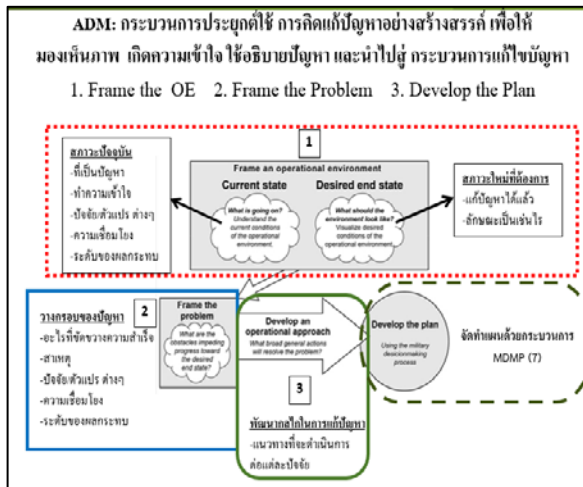 ADM: กระบวนการประยุกต์ใช้ การคิดแก้ปัญหาอย่างสร้างสรรค์ เพื่อให้
มองเห็นภาพ เกิดความเข้าใจ ใช้อธิบายปัญหา และนำไปสู่ กระบวนการแก้ไขปัญหา
1. Frame the OE 2. Frame the Problem 3. Develop the Plan
1
สภาวะปัจจุบัน
-ที่เป็นปัญหา
-ทำความเข้าใจ
-ปัจจัย/ตัวแปร ต่างๆ
-ความเชื่อมโยง
-ระดับของผลกระทบ
Frame an operational environment
Current state
What is going on?
Understand the
current conditions
of the operational
environment.
Desired end state
What should the
environment look like?
Visualize desired
conditions of the
operational environment.
สภาวะใหม่ที่ต้องการ
-แก้ปัญหาได้แล้ว
-ลักษณะเป็นเช่นไร
วางกรอบของปัญหา
-อะไรที่ขัดขวางความสำเร็จ
-สาเหตุ
-ปัจจัย/ตัวแปร ต่างๆ
-ความเชื่อมโยง
-ระดับของผลกระทบ
2
Frame the
problem
What are the
obstacles impeding
progress toward
the desired
end state?
Develop an
operational approach
What broad general actions
will resolve the problem?
3
พัฒนากลไกในการแก้ปัญหา
-แนวทางที่จะดำเนินการ
ต่อแต่ละปัจจัย
Develop the plan
Using the military
decisionmaking
process
จัดทำแผนด้วยกระบวนการ
MDMP (7)